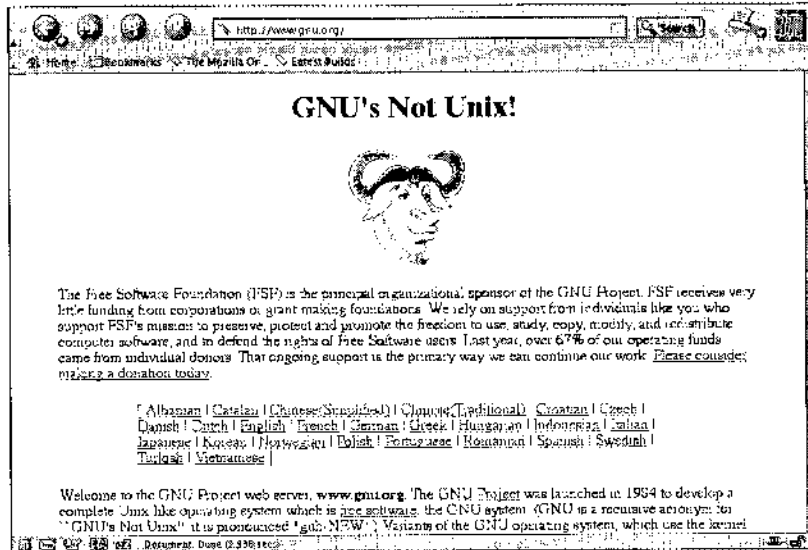 http://www.gnu.org/ Search
Home Bookmarks The Mozilla Or... Latest Builds
GNU's Not Unix!
The Free Software Foundation (FSF) is the principal organizational sponsor of the GNU Project. FSF receives very
little funding from corporations or grant making foundations. We rely on support from individuals like you who
support FSF's mission to preserve, protect and promote the freedom to use, study, copy, modify, and redistribute
computer software, and to defend the rights of Free Software users. Last year, over 67% of our operating funds
came from individual donors. That ongoing support is the primary way we can continue our work. Please consider
making a donation today.
[ Albanian | Catalan | Chinese(Simplified) | Chinese(Traditional) | Croatian | Czech |
Danish | Dutch | English | French | German | Greek | Hungarian | Indonesian | Italian |
Japanese | Korean | Norwegian | Polish | Portuguese | Romanian | Spanish | Swedish |
Turkish | Vietnamese ]
Welcome to the GNU Project web server, www.gnu.org. The GNU Project was launched in 1984 to develop a
complete Unix like operating system which is free software: the GNU system. (GNU is a recursive acronym for
``GNU's Not Unix''; it is pronounced "guh-NEW".) Variants of the GNU operating system, which use the kernel
Document: Done (2.938 secs)